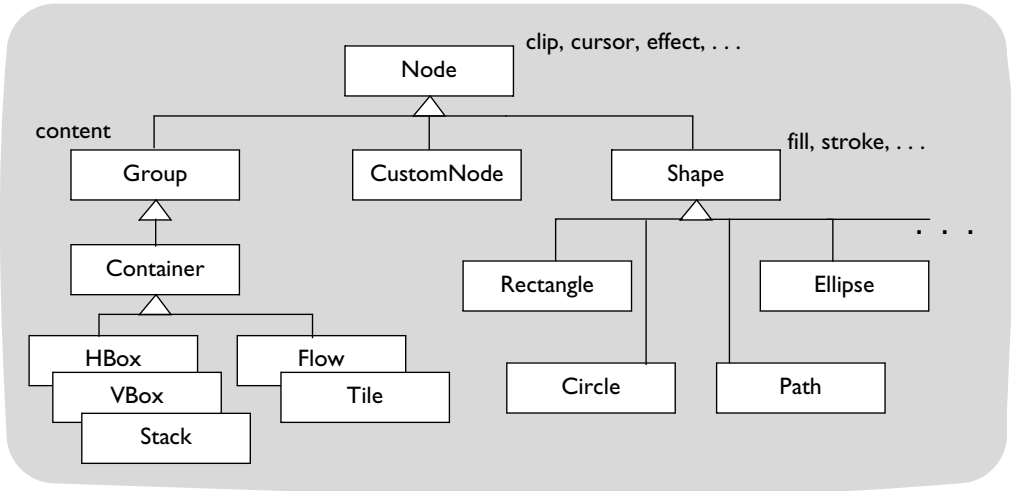 clip, cursor, effect, . . .
Node
content
fill, stroke, . . .
Group
CustomNode
Shape
. . .
Container
Rectangle
Ellipse
HBox
Flow
VBox
Tile
Circle
Path
Stack